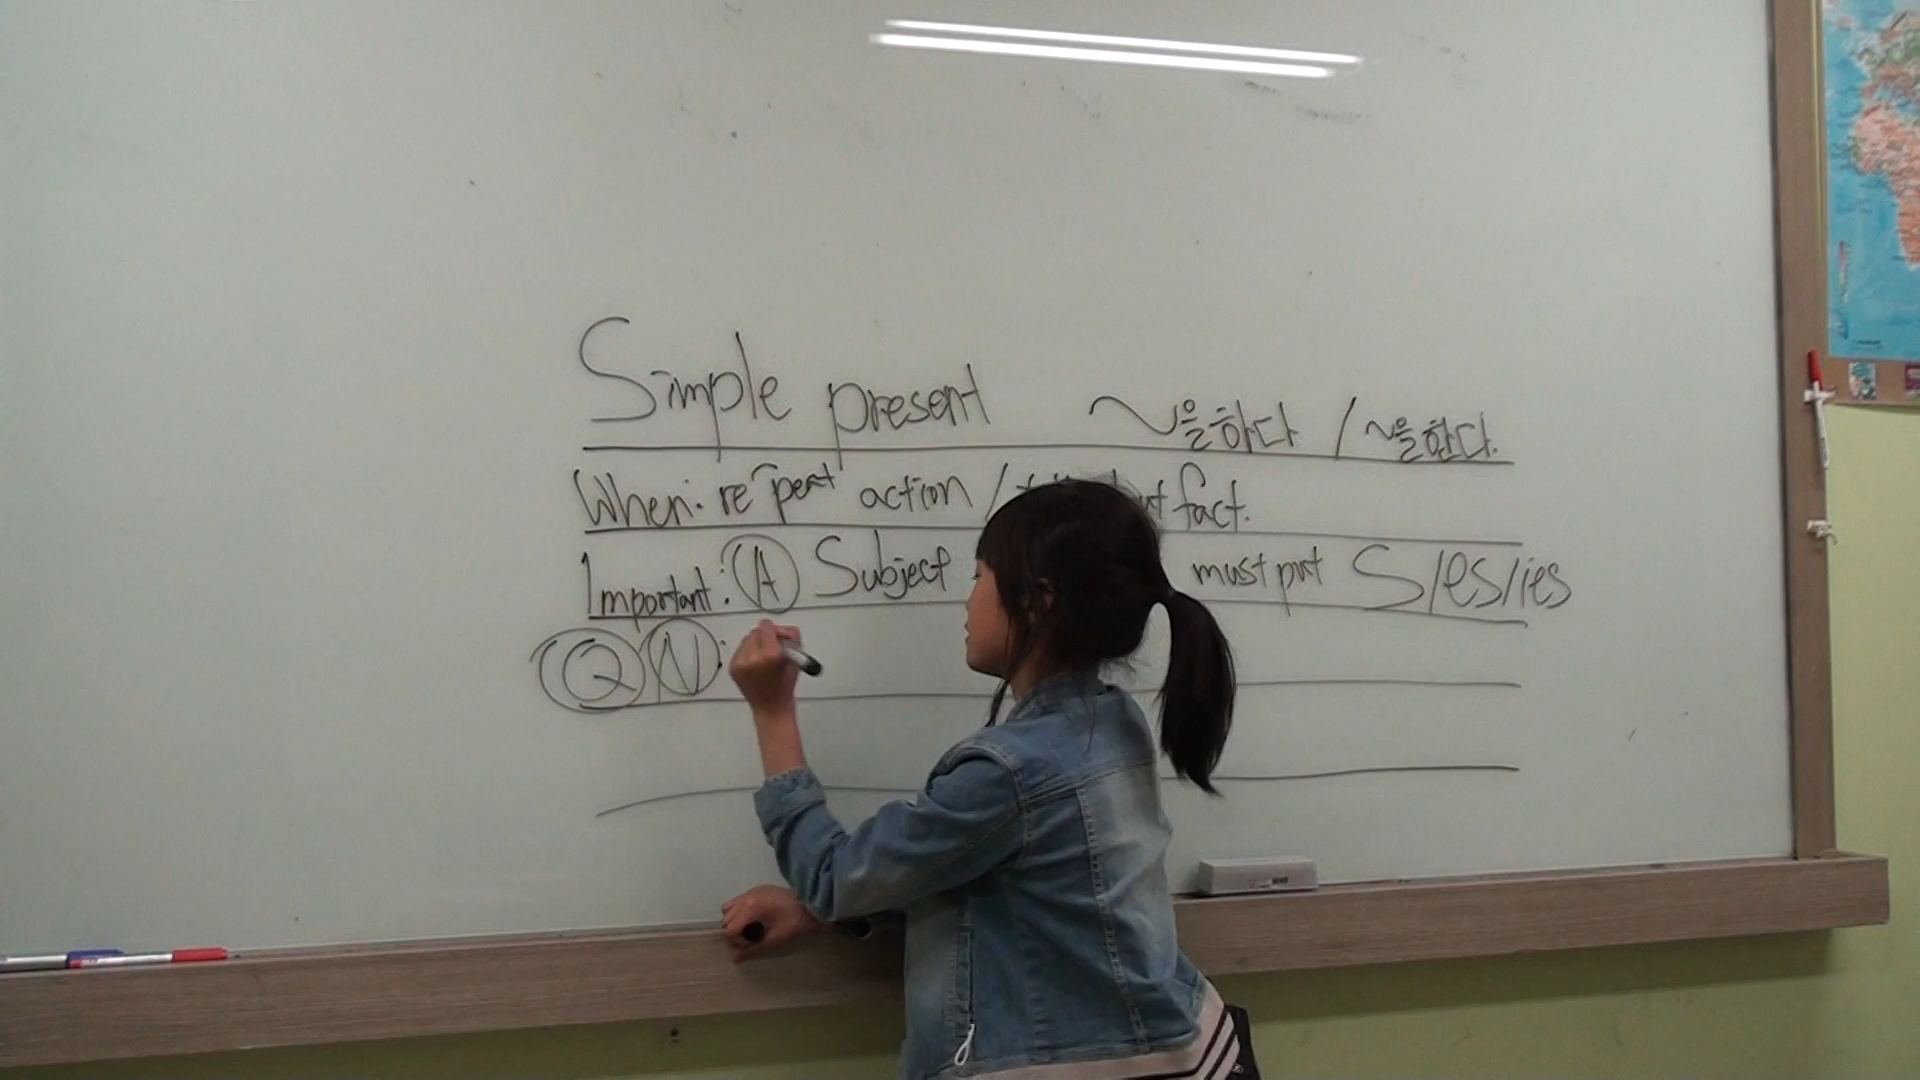 Simple present ~을하다 / ~을한다.
When: repeat action / fact.
Important: A Subject must put S/es/ies
Q N: